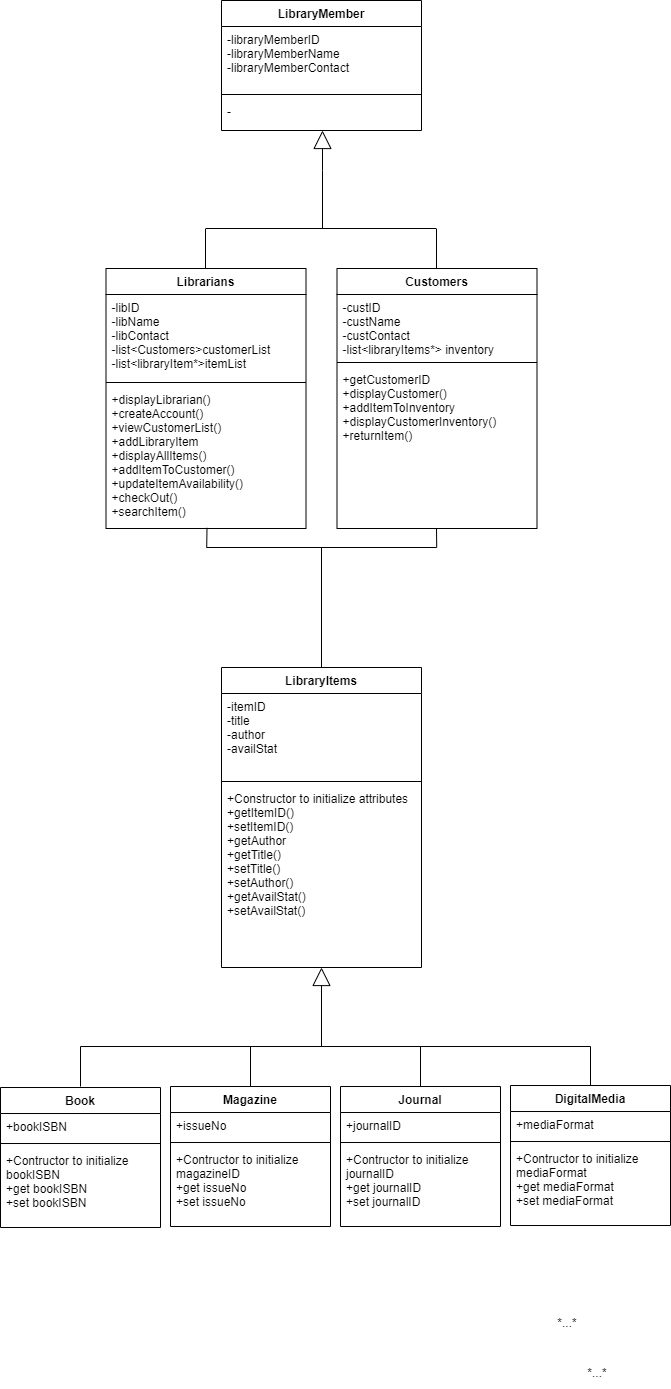 LibraryMember
-libraryMemberID
-libraryMemberName
-libraryMemberContact
-
Librarians
-libID
-libName
-libContact
-list<Customers>customerList
-list<libraryItem*>itemList
+displayLibrarian()
+createAccount()
+viewCustomerList()
+addLibraryItem
+displayAllItems()
+addItemToCustomer()
+updateItemAvailability()
+checkOut()
+searchItem()
Customers
-custID
-custName
-custContact
-list<libraryItems*> inventory
+getCustomerID
+displayCustomer()
+addItemToInventory
+displayCustomerInventory()
+returnItem()
LibraryItems
-itemID
-title
-author
-availStat
+Constructor to initialize attributes
+getItemID()
+setItemID()
+getAuthor
+getTitle()
+setTitle()
+setAuthor()
+getAvailStat()
+setAvailStat()
Book
+bookISBN
+Contructor to initialize
bookISBN
+get bookISBN
+set bookISBN
Magazine
+issueNo
+Contructor to initialize
magazineID
+get issueNo
+set issueNo
Journal
+journalID
+Contructor to initialize
journalID
+get journalID
+set journalID
DigitalMedia
+mediaFormat
+Contructor to initialize
mediaFormat
+get mediaFormat
+set mediaFormat
*...*
*...*